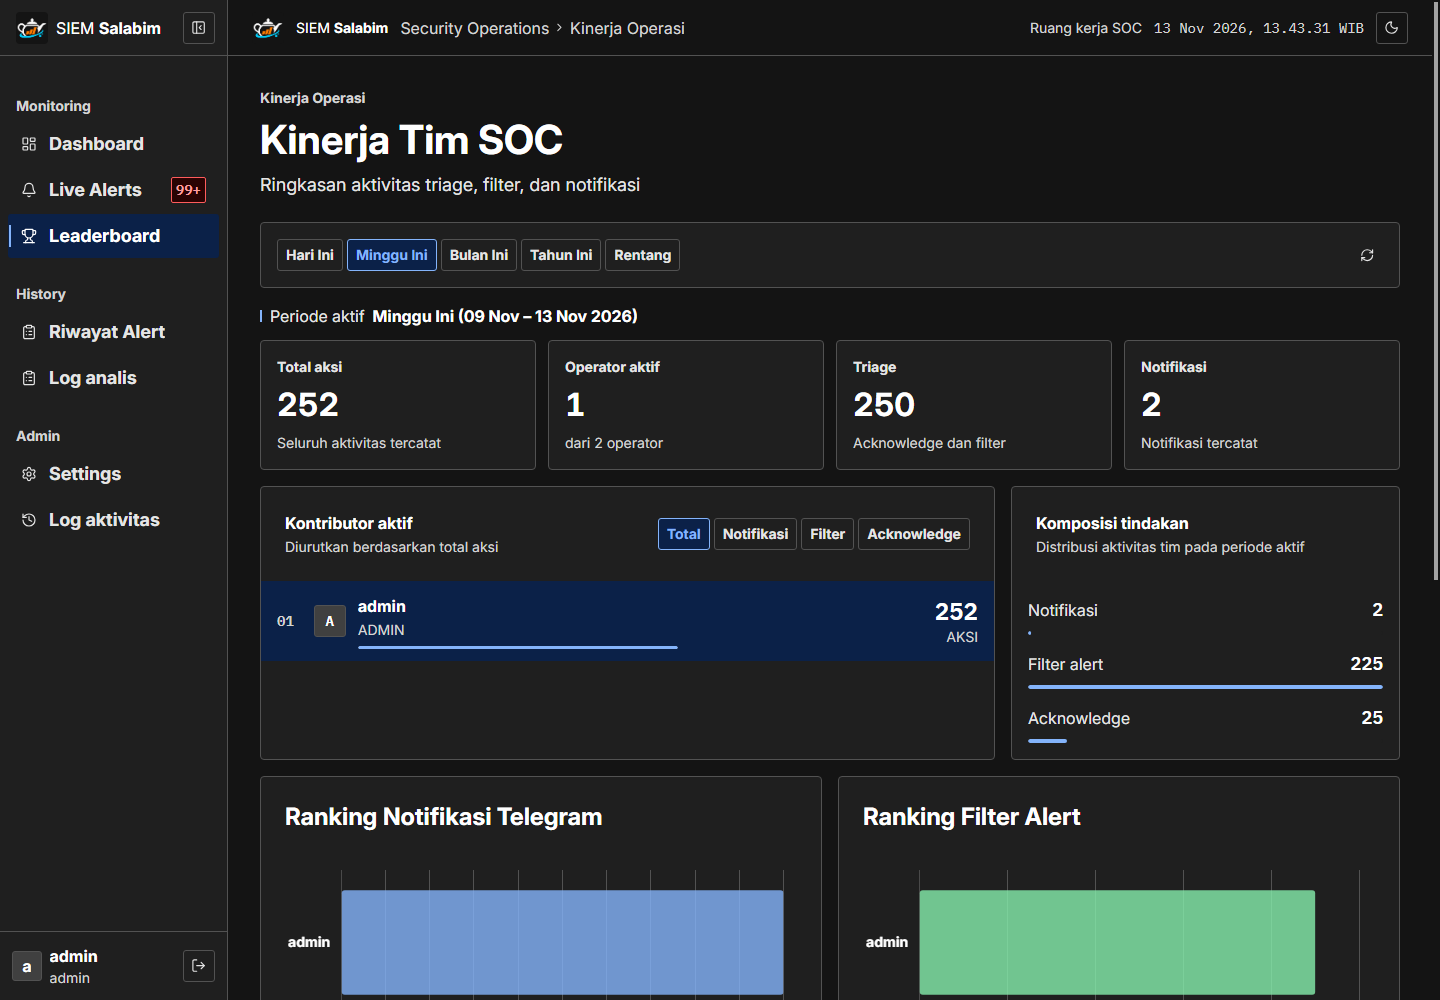 SIEM Salabim
Monitoring
Dashboard
Live Alerts 99+
Leaderboard
History
Riwayat Alert
Log analis
Admin
Settings
Log aktivitas
a admin
admin
SIEM Salabim Security Operations › Kinerja Operasi
Ruang kerja SOC 13 Nov 2026, 13.43.31 WIB
Kinerja Operasi
Kinerja Tim SOC
Ringkasan aktivitas triage, filter, dan notifikasi
Hari Ini Minggu Ini Bulan Ini Tahun Ini Rentang
Periode aktif Minggu Ini (09 Nov – 13 Nov 2026)
Total aksi
252
Seluruh aktivitas tercatat
Operator aktif
1
dari 2 operator
Triage
250
Acknowledge dan filter
Notifikasi
2
Notifikasi tercatat
Kontributor aktif
Diurutkan berdasarkan total aksi
Total Notifikasi Filter Acknowledge
01 A admin
ADMIN
252
AKSI
Komposisi tindakan
Distribusi aktivitas tim pada periode aktif
Notifikasi 2
Filter alert 225
Acknowledge 25
Ranking Notifikasi Telegram
admin
Ranking Filter Alert
admin